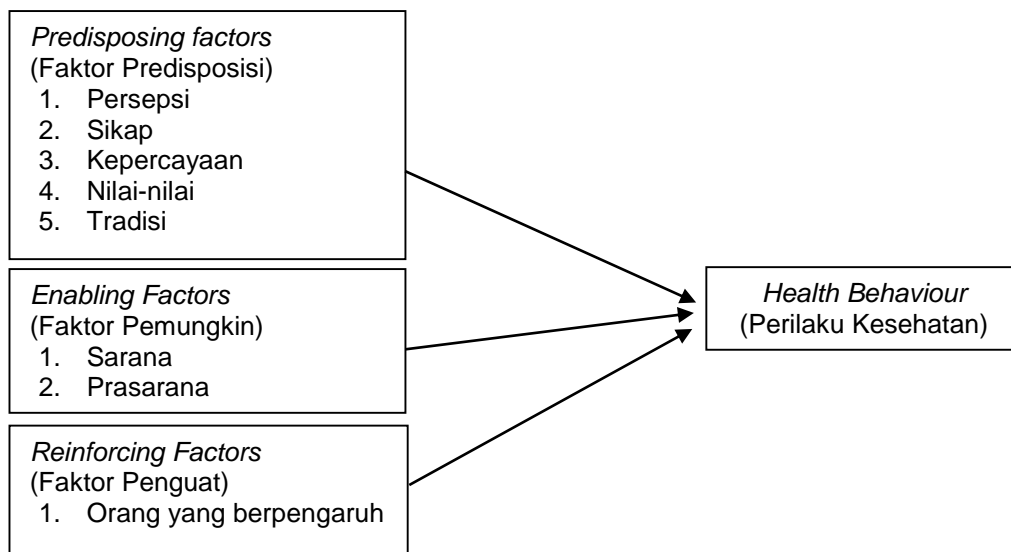 Predisposing factors
(Faktor Predisposisi)
1. Persepsi
2. Sikap
3. Kepercayaan
4. Nilai-nilai
5. Tradisi
Enabling Factors
(Faktor Pemungkin)
1. Sarana
2. Prasarana
Reinforcing Factors
(Faktor Penguat)
1. Orang yang berpengaruh
Health Behaviour
(Perilaku Kesehatan)